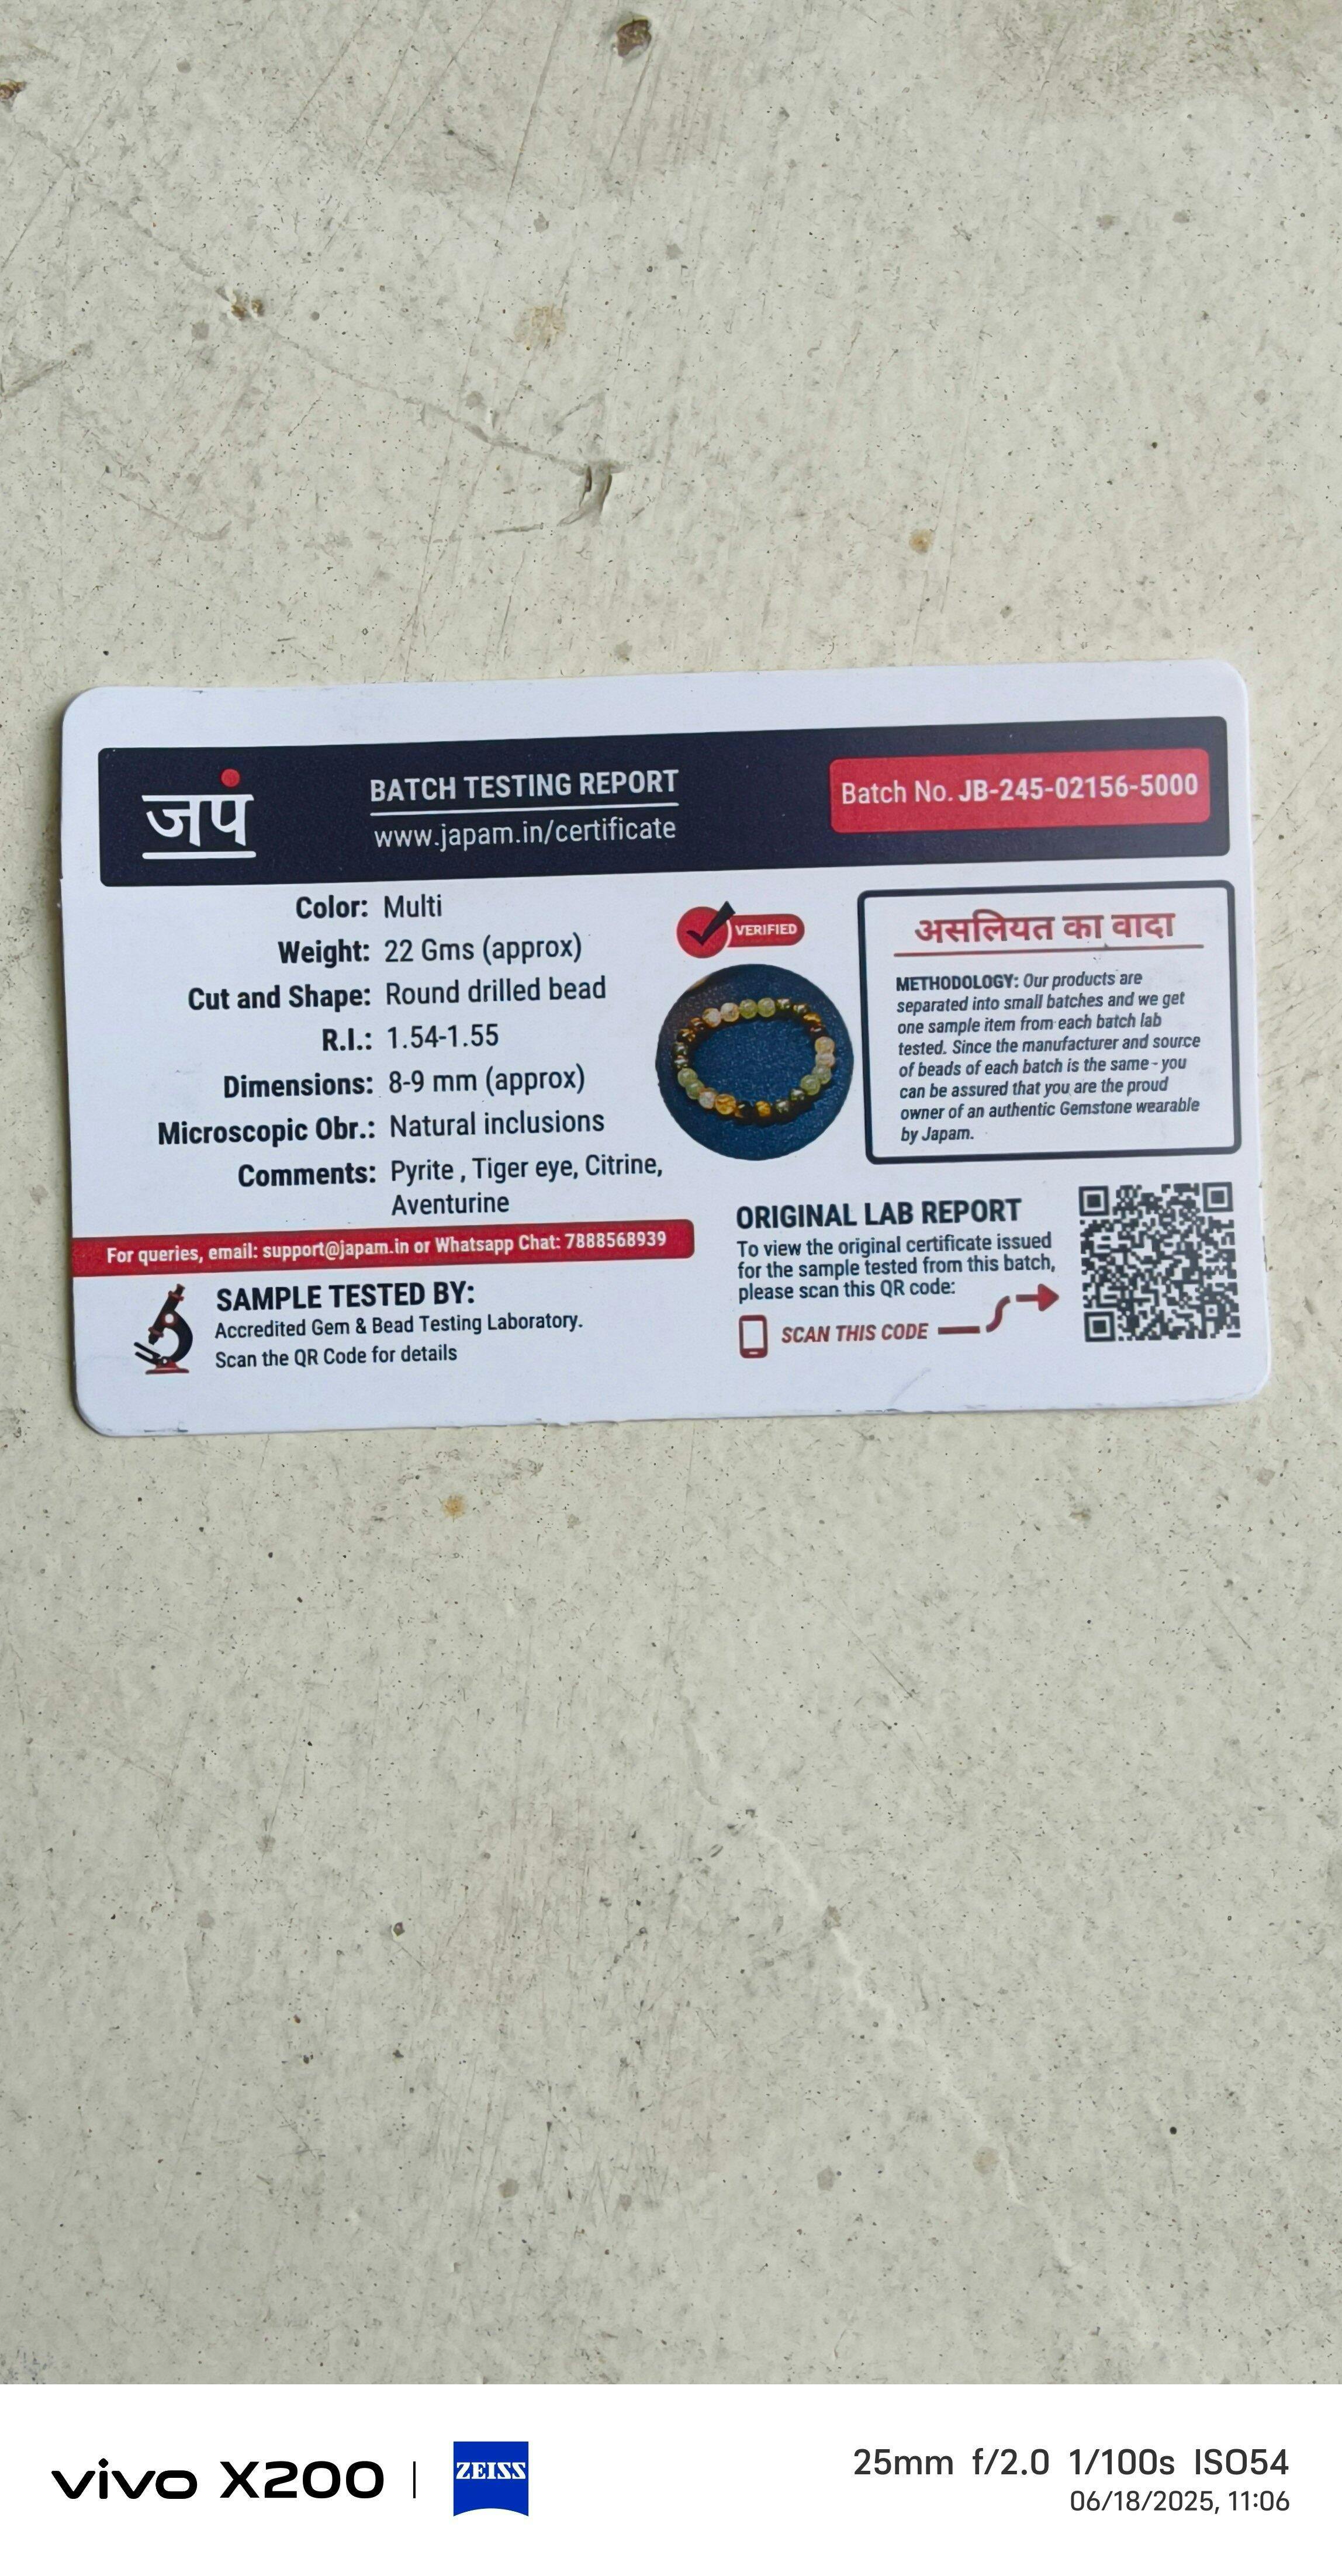 जपं
BATCH TESTING REPORT
www.japam.in/certificate
Batch No. JB-245-02156-5000
Color: Multi
Weight: 22 Gms (approx)
Cut and Shape: Round drilled bead
R.I.: 1.54-1.55
Dimensions: 8-9 mm (approx)
Microscopic Obr.: Natural inclusions
Comments: Pyrite , Tiger eye, Citrine,
Aventurine
VERIFIED
असलियत का वादा
METHODOLOGY: Our products are
separated into small batches and we get
one sample item from each batch lab
tested. Since the manufacturer and source
of beads of each batch is the same - you
can be assured that you are the proud
owner of an authentic Gemstone wearable
by Japam.
For queries, email: support@japam.in or Whatsapp Chat: 7888568939
SAMPLE TESTED BY:
Accredited Gem & Bead Testing Laboratory.
Scan the QR Code for details
ORIGINAL LAB REPORT
To view the original certificate issued
for the sample tested from this batch,
please scan this QR code:
SCAN THIS CODE
vivo X200 | ZEISS
25mm f/2.0 1/100s ISO54
06/18/2025, 11:06